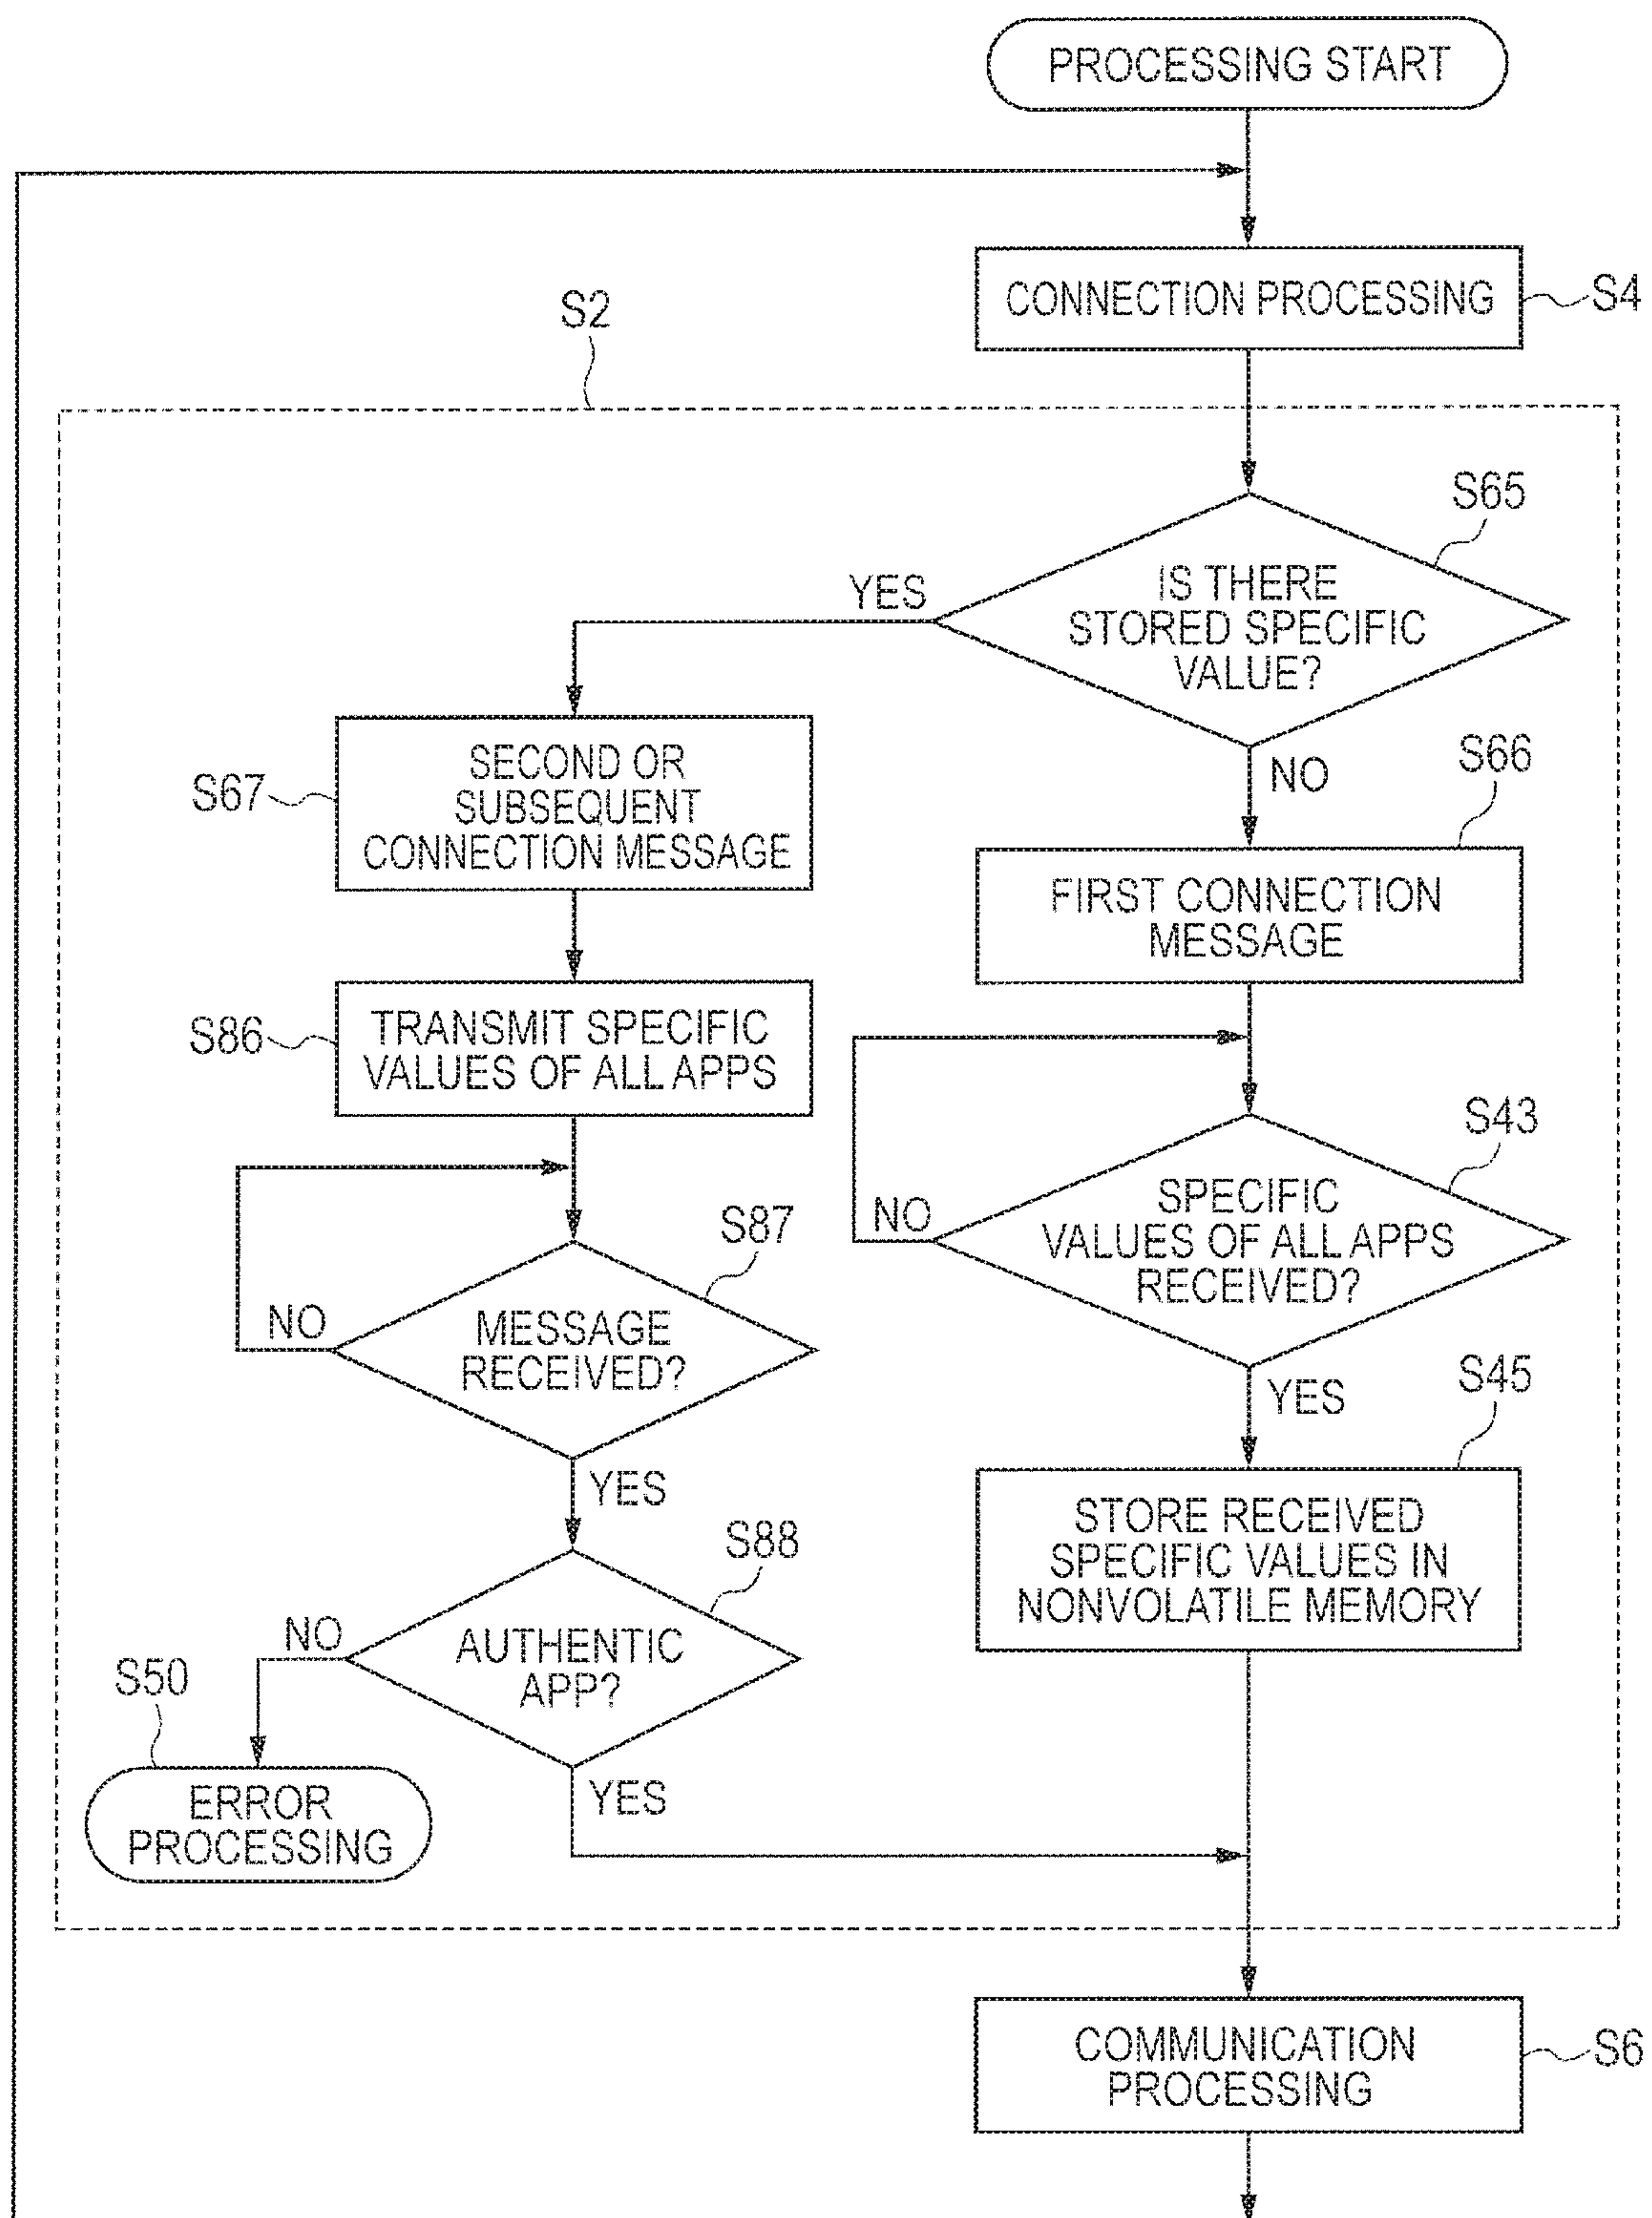 PROCESSING START
CONNECTION PROCESSING
S4
S2
S65
IS THERE
STORED SPECIFIC
VALUE?
YES
NO
S67
SECOND OR
SUBSEQUENT
CONNECTION MESSAGE
S66
FIRST CONNECTION
MESSAGE
S86
TRANSMIT SPECIFIC
VALUES OF ALL APPS
S43
SPECIFIC
VALUES OF ALL APPS
RECEIVED?
NO
YES
S87
MESSAGE
RECEIVED?
NO
YES
S45
STORE RECEIVED
SPECIFIC VALUES IN
NONVOLATILE MEMORY
S88
AUTHENTIC
APP?
NO
YES
S50
ERROR
PROCESSING
COMMUNICATION
PROCESSING
S6